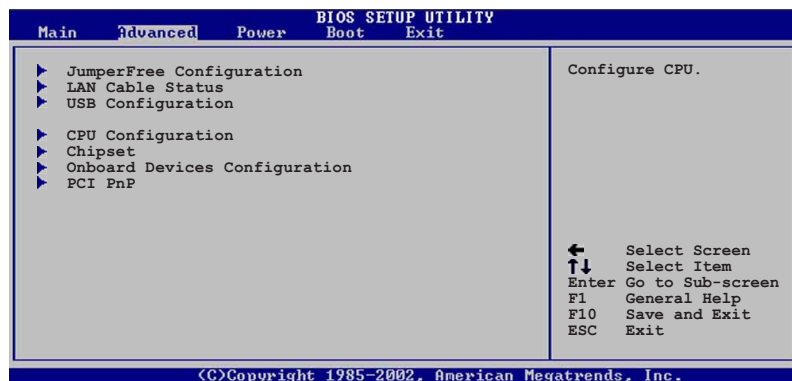 BIOS SETUP UTILITY
Main Advanced Power Boot Exit
JumperFree Configuration
LAN Cable Status
USB Configuration
CPU Configuration
Chipset
Onboard Devices Configuration
PCI PnP
Configure CPU.
Select Screen
Select Item
Enter Go to Sub-screen
F1 General Help
F10 Save and Exit
ESC Exit
(C)Copyright 1985-2002, American Megatrends, Inc.